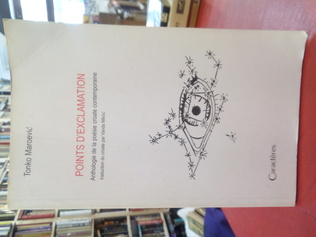 Tonko Maroević
POINTS D'EXCLAMATION
Anthologie de la poésie croate contemporaine
traduction du croate par Vanda Mikšić
Caractères